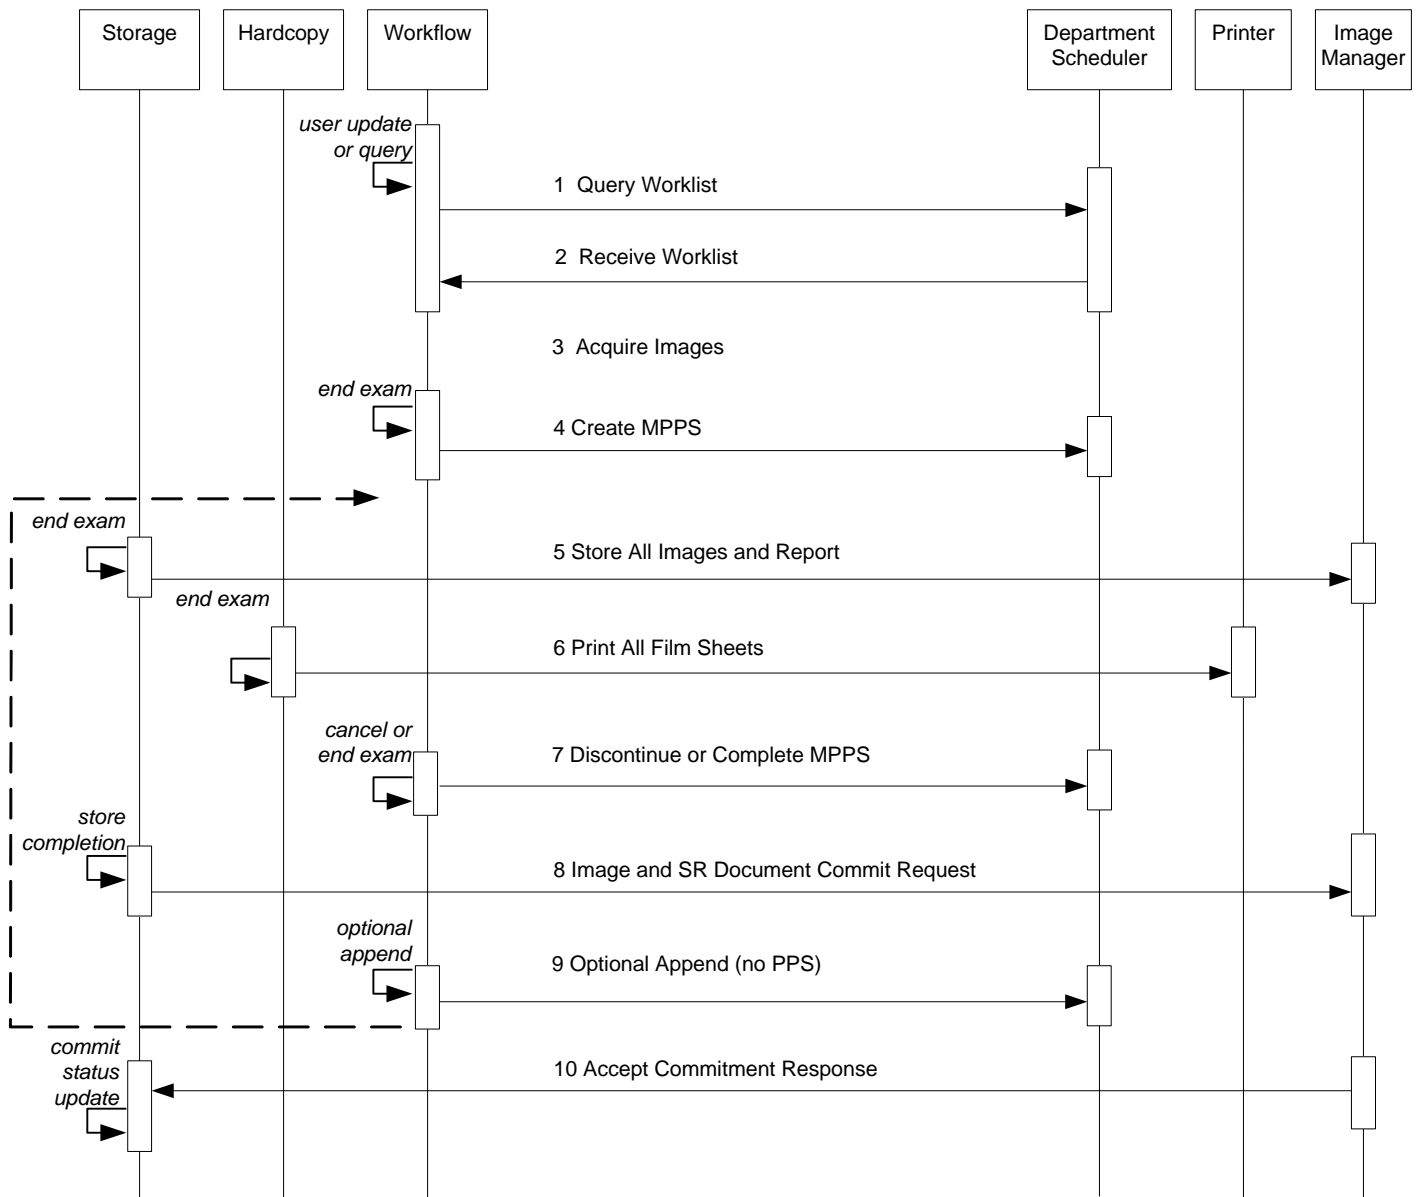 Storage
Hardcopy
Workflow
Department
Scheduler
Printer
Image
Manager
user update
or query
1 Query Worklist
2 Receive Worklist
3 Acquire Images
end exam
4 Create MPPS
end exam
5 Store All Images and Report
end exam
6 Print All Film Sheets
cancel or
end exam
7 Discontinue or Complete MPPS
store
completion
8 Image and SR Document Commit Request
optional
append
9 Optional Append (no PPS)
commit
status
update
10 Accept Commitment Response